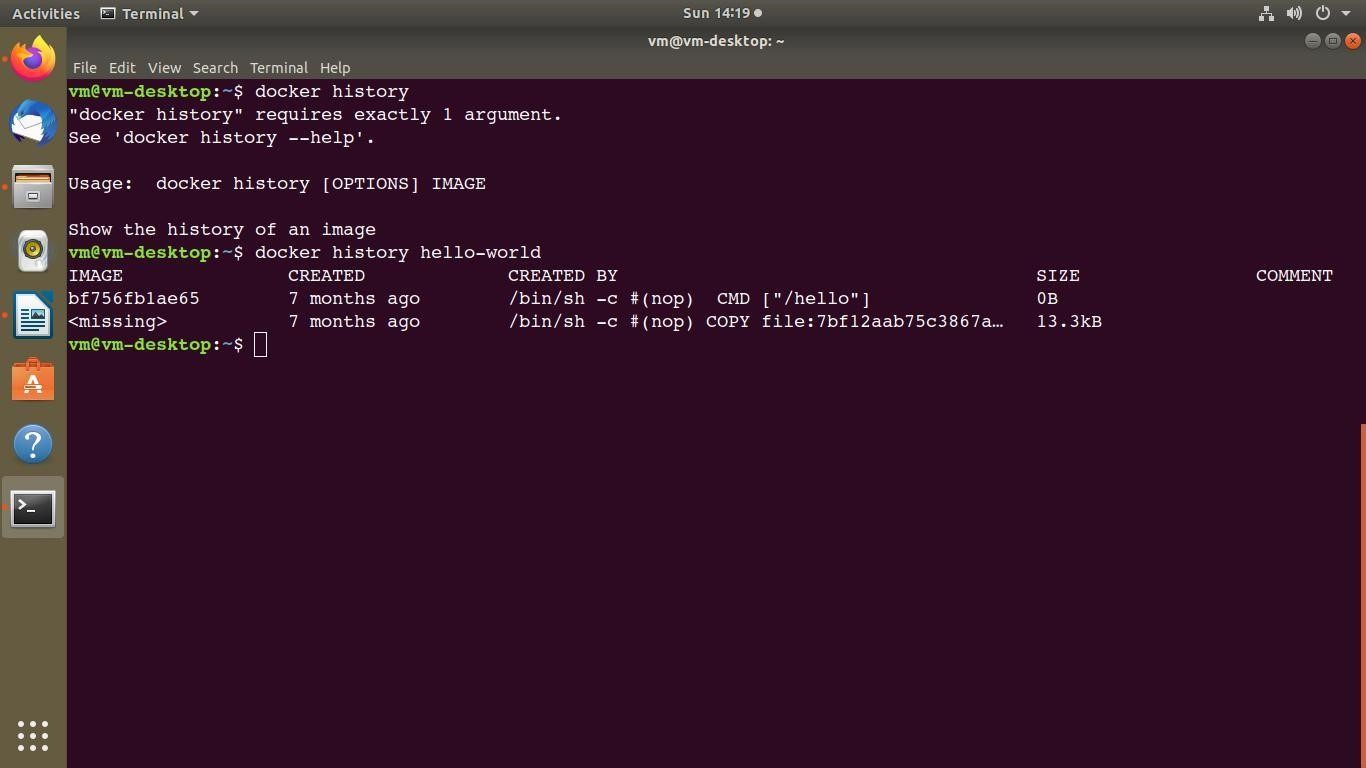 Activities Terminal Sun 14:19
vm@vm-desktop: ~
File Edit View Search Terminal Help
vm@vm-desktop:~$ docker history
"docker history" requires exactly 1 argument.
See 'docker history --help'.
Usage:  docker history [OPTIONS] IMAGE
Show the history of an image
vm@vm-desktop:~$ docker history hello-world
IMAGE               CREATED             CREATED BY                                      SIZE                COMMENT
bf756fb1ae65        7 months ago        /bin/sh -c #(nop)  CMD ["/hello"]               0B
<missing>           7 months ago        /bin/sh -c #(nop) COPY file:7bf12aab75c3867a…   13.3kB
vm@vm-desktop:~$